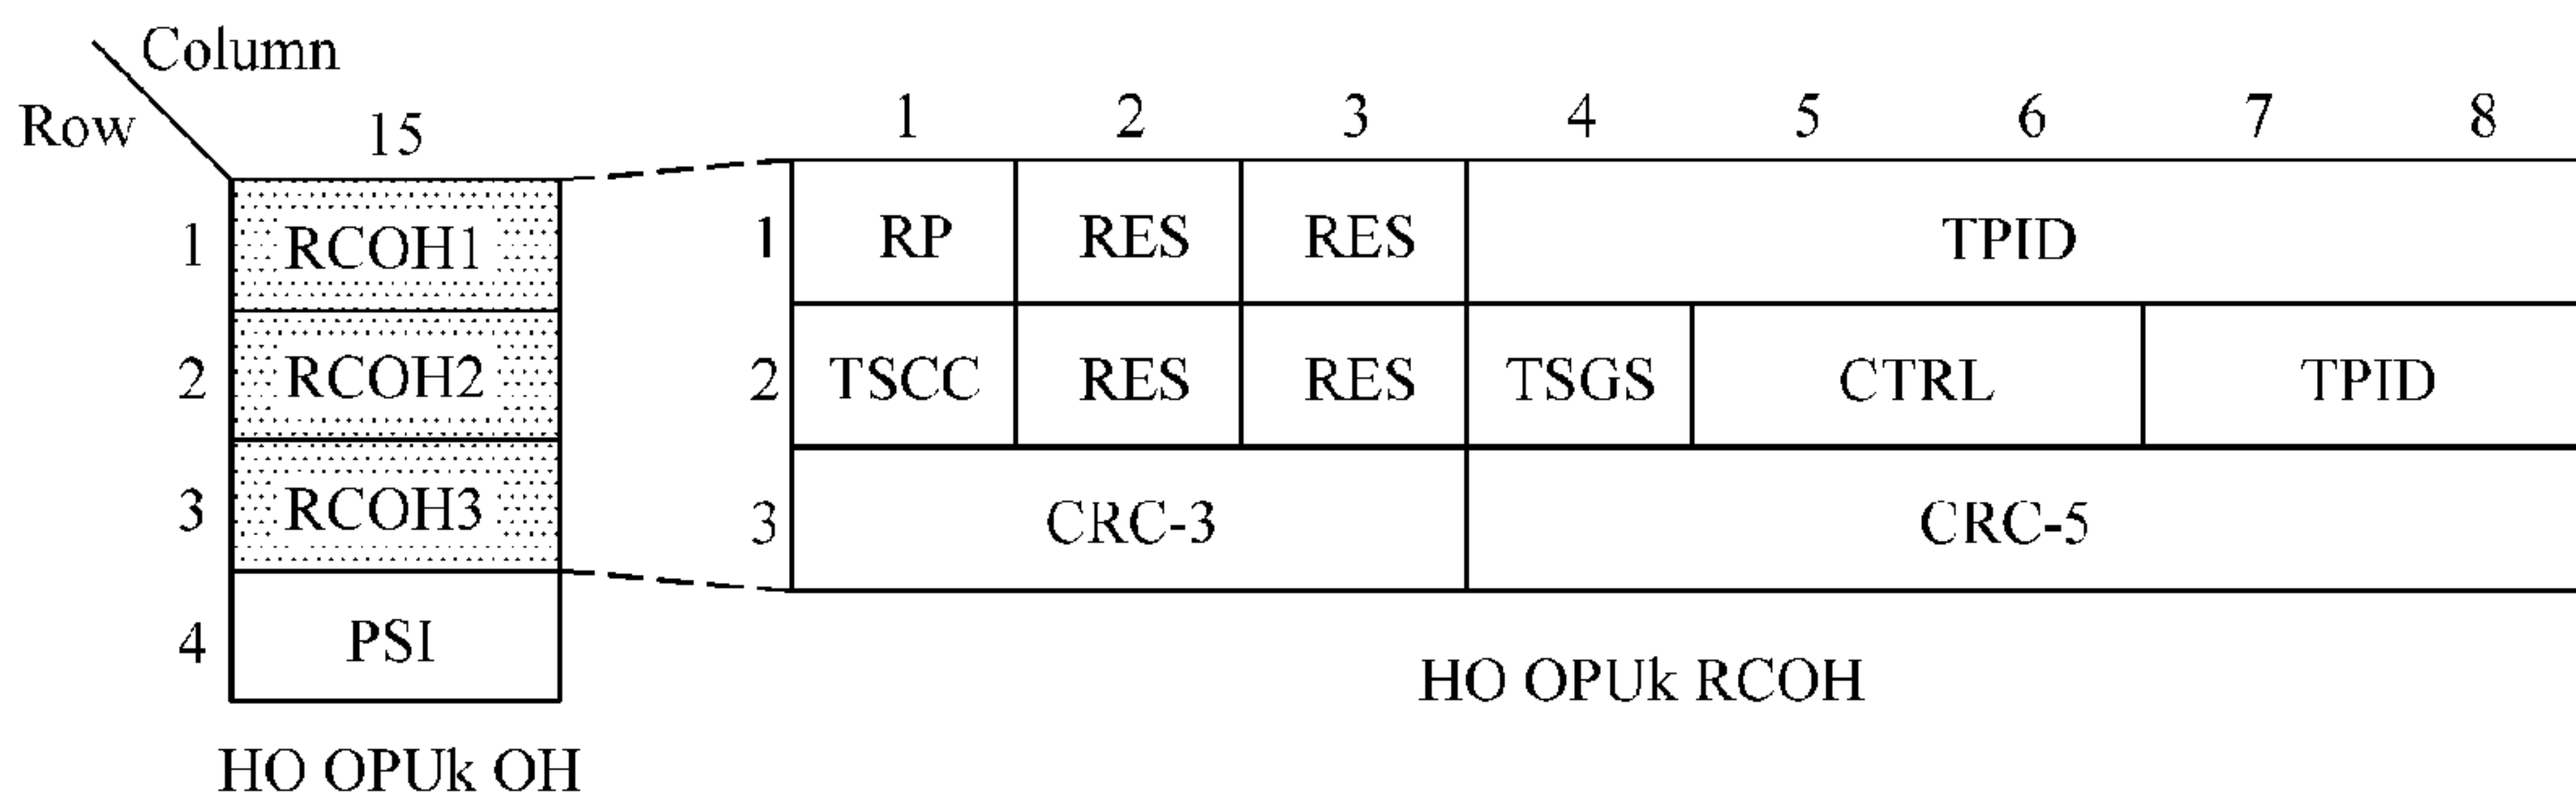 Column
Row
15
1 2 3 4 5 6 7 8
1 RCOH1
2 RCOH2
3 RCOH3
4 PSI
HO OPUk OH
1 RP RES RES TPID
2 TSCC RES RES TSGS CTRL TPID
3 CRC-3 CRC-5
HO OPUk RCOH